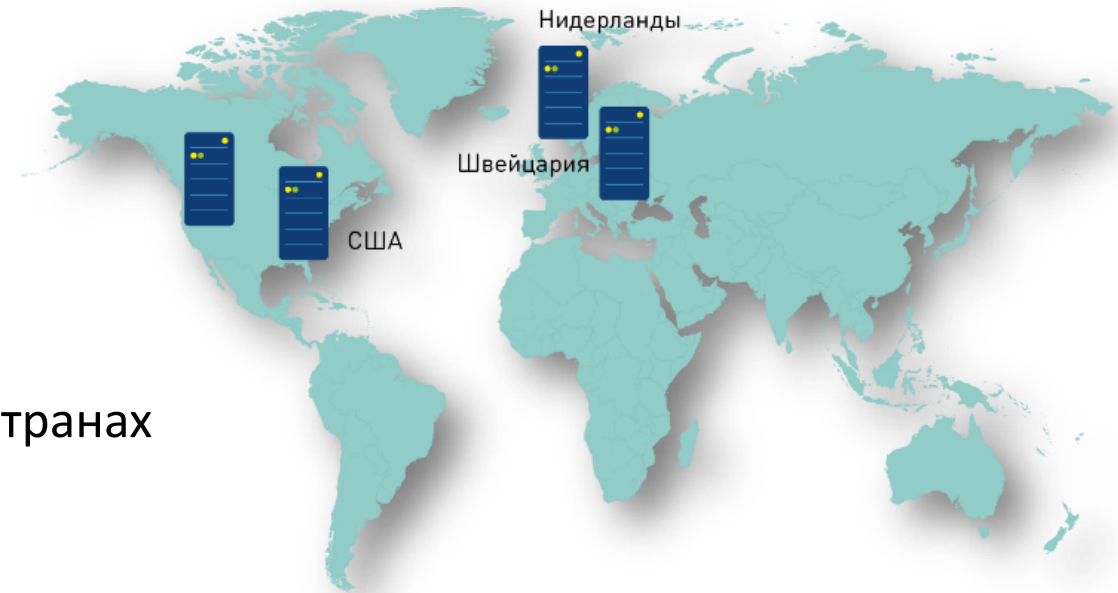 Нидерланды
Швейцария
США
транах